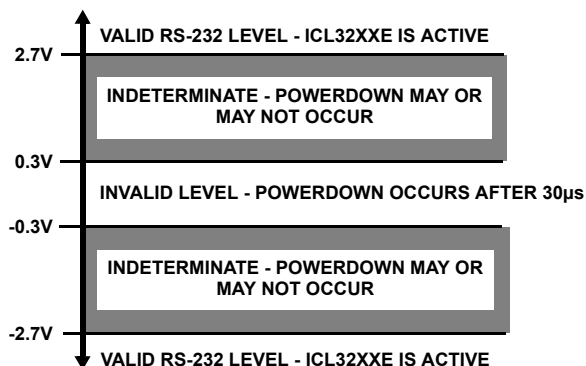 VALID RS-232 LEVEL - ICL32XXE IS ACTIVE
2.7V
INDETERMINATE - POWERDOWN MAY OR
MAY NOT OCCUR
0.3V
INVALID LEVEL - POWERDOWN OCCURS AFTER 30µs
-0.3V
INDETERMINATE - POWERDOWN MAY OR
MAY NOT OCCUR
-2.7V
VALID RS-232 LEVEL - ICL32XXE IS ACTIVE